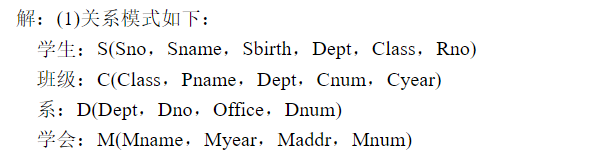 解：(1)关系模式如下：
学生：S(Sno，Sname，Sbirth，Dept，Class，Rno)
班级：C(Class，Pname，Dept，Cnum，Cyear)
系：D(Dept，Dno，Office，Dnum)
学会：M(Mname，Myear，Maddr，Mnum)